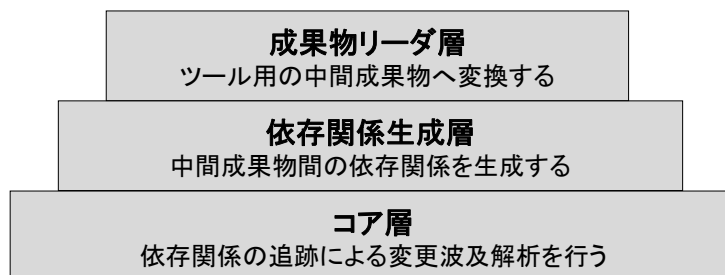 成果物リーダ層
ツール用の中間成果物へ変換する
依存関係生成層
中間成果物間の依存関係を生成する
コア層
依存関係の追跡による変更波及解析を行う